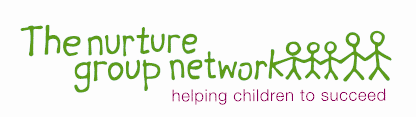 The nurture
group network
helping children to succeed